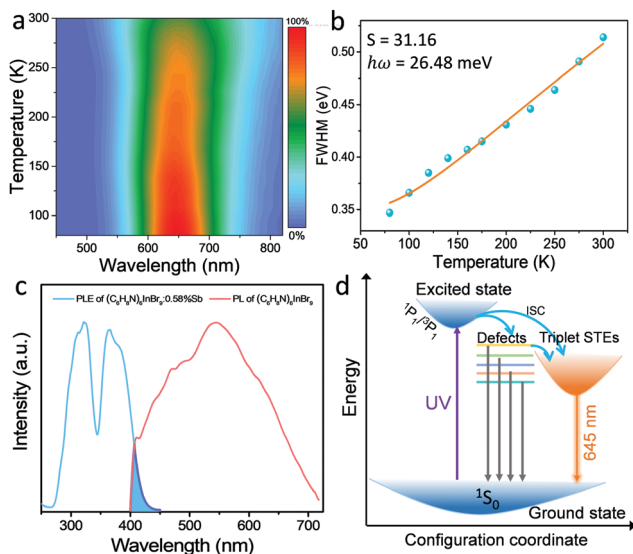 a
300
250
200
150
100
Temperature (K)
500
600
700
800
Wavelength (nm)
100%
0%
b
S = 31.16
ℏω = 26.48 meV
0.50
0.45
0.40
0.35
FWHM (eV)
50
100
150
200
250
300
Temperature (K)
c
PLE of (C₆H₈N)₆InBr₉:0.58%Sb
PL of (C₆H₈N)₆InBr₉
Intensity (a.u.)
300
400
500
600
700
250
Wavelength (nm)
d
Excited state
¹P₁/³P₁
ISC
Defects
Triplet STEs
Energy
UV
645 nm
¹S₀
Ground state
Configuration coordinate